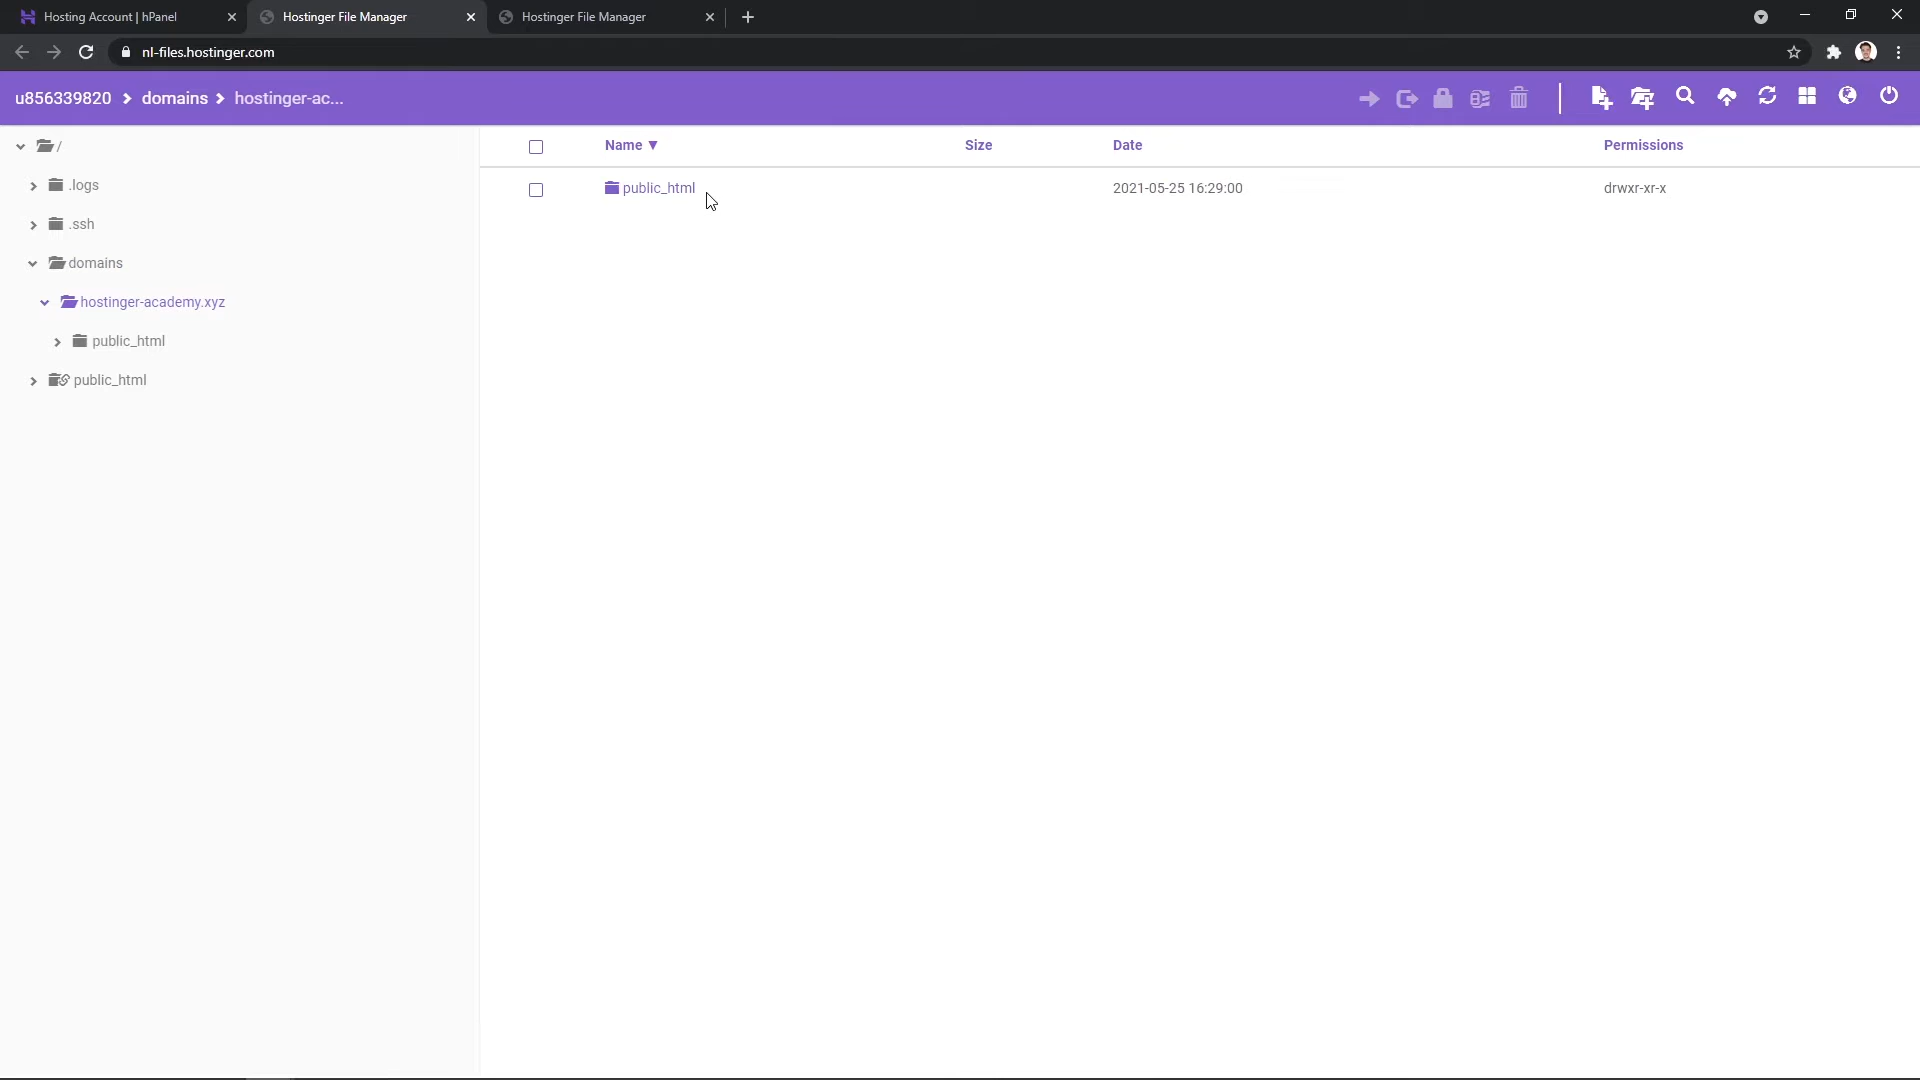 Hosting Account | hPanel
Hostinger File Manager
Hostinger File Manager
nl-files.hostinger.com
u856339820 > domains > hostinger-ac...
Name ▼ Size Date Permissions
public_html 2021-05-25 16:29:00 drwxr-xr-x
/
.logs
.ssh
domains
hostinger-academy.xyz
public_html
public_html